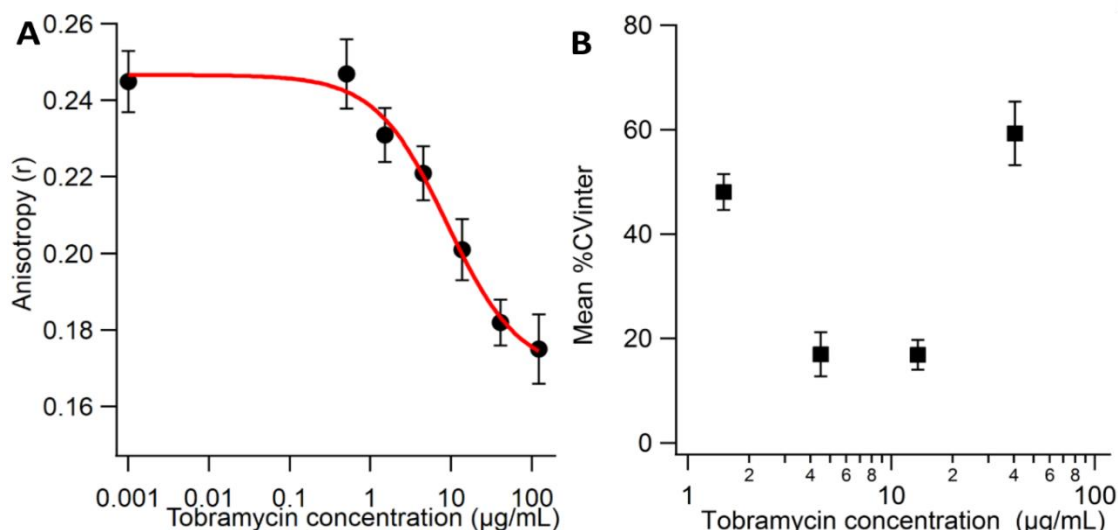 A
Anisotropy (r)
0.26
0.24
0.22
0.20
0.18
0.16
0.001 0.01 0.1 1 10 100
Tobramycin concentration (µg/mL)
B
Mean %CVinter
80
60
40
20
0
1 2 4 6 8 10 2 4 6 8 100
Tobramycin concentration (µg/mL)